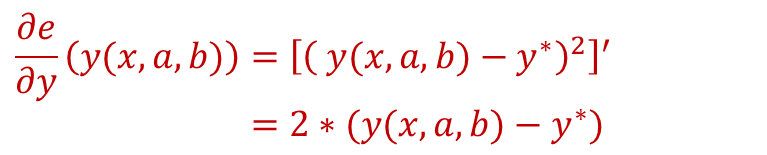 ∂e/∂y (y(x, a, b)) = [( y(x, a, b) − y*)²]′
= 2 * (y(x, a, b) − y*)